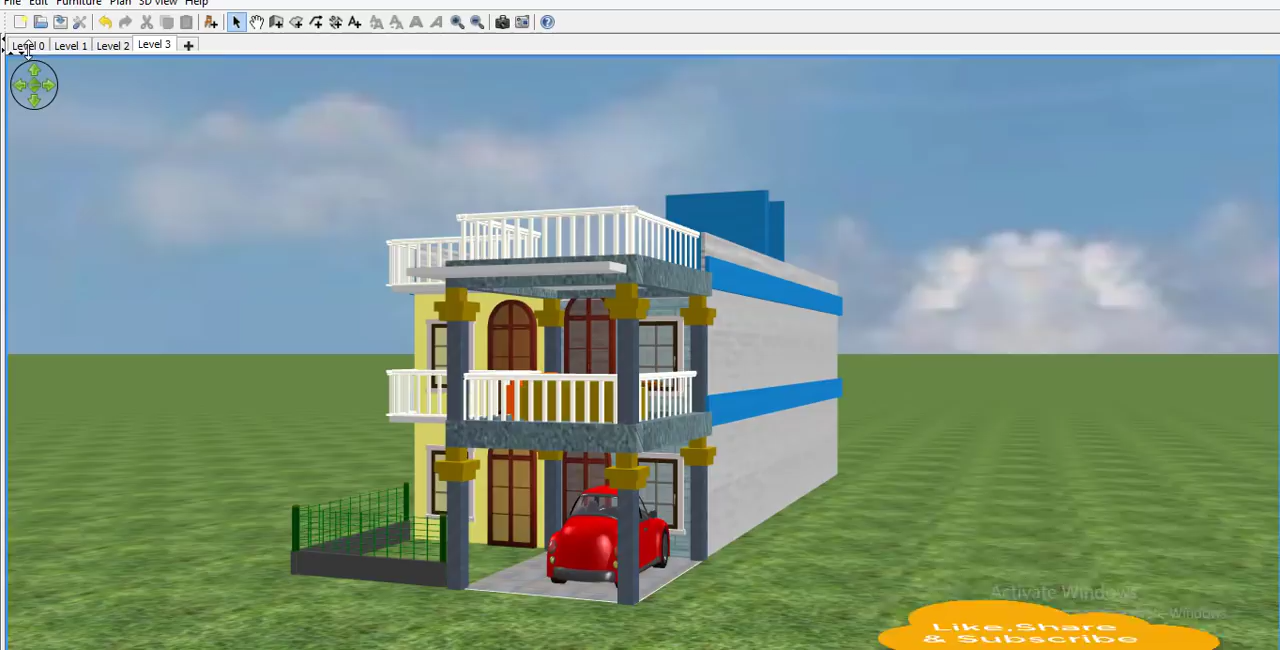 File Edit Furniture Plan 3D view Help
Level 0 Level 1 Level 2 Level 3
Activate Windows
Windows
Like,Share
& Subscribe